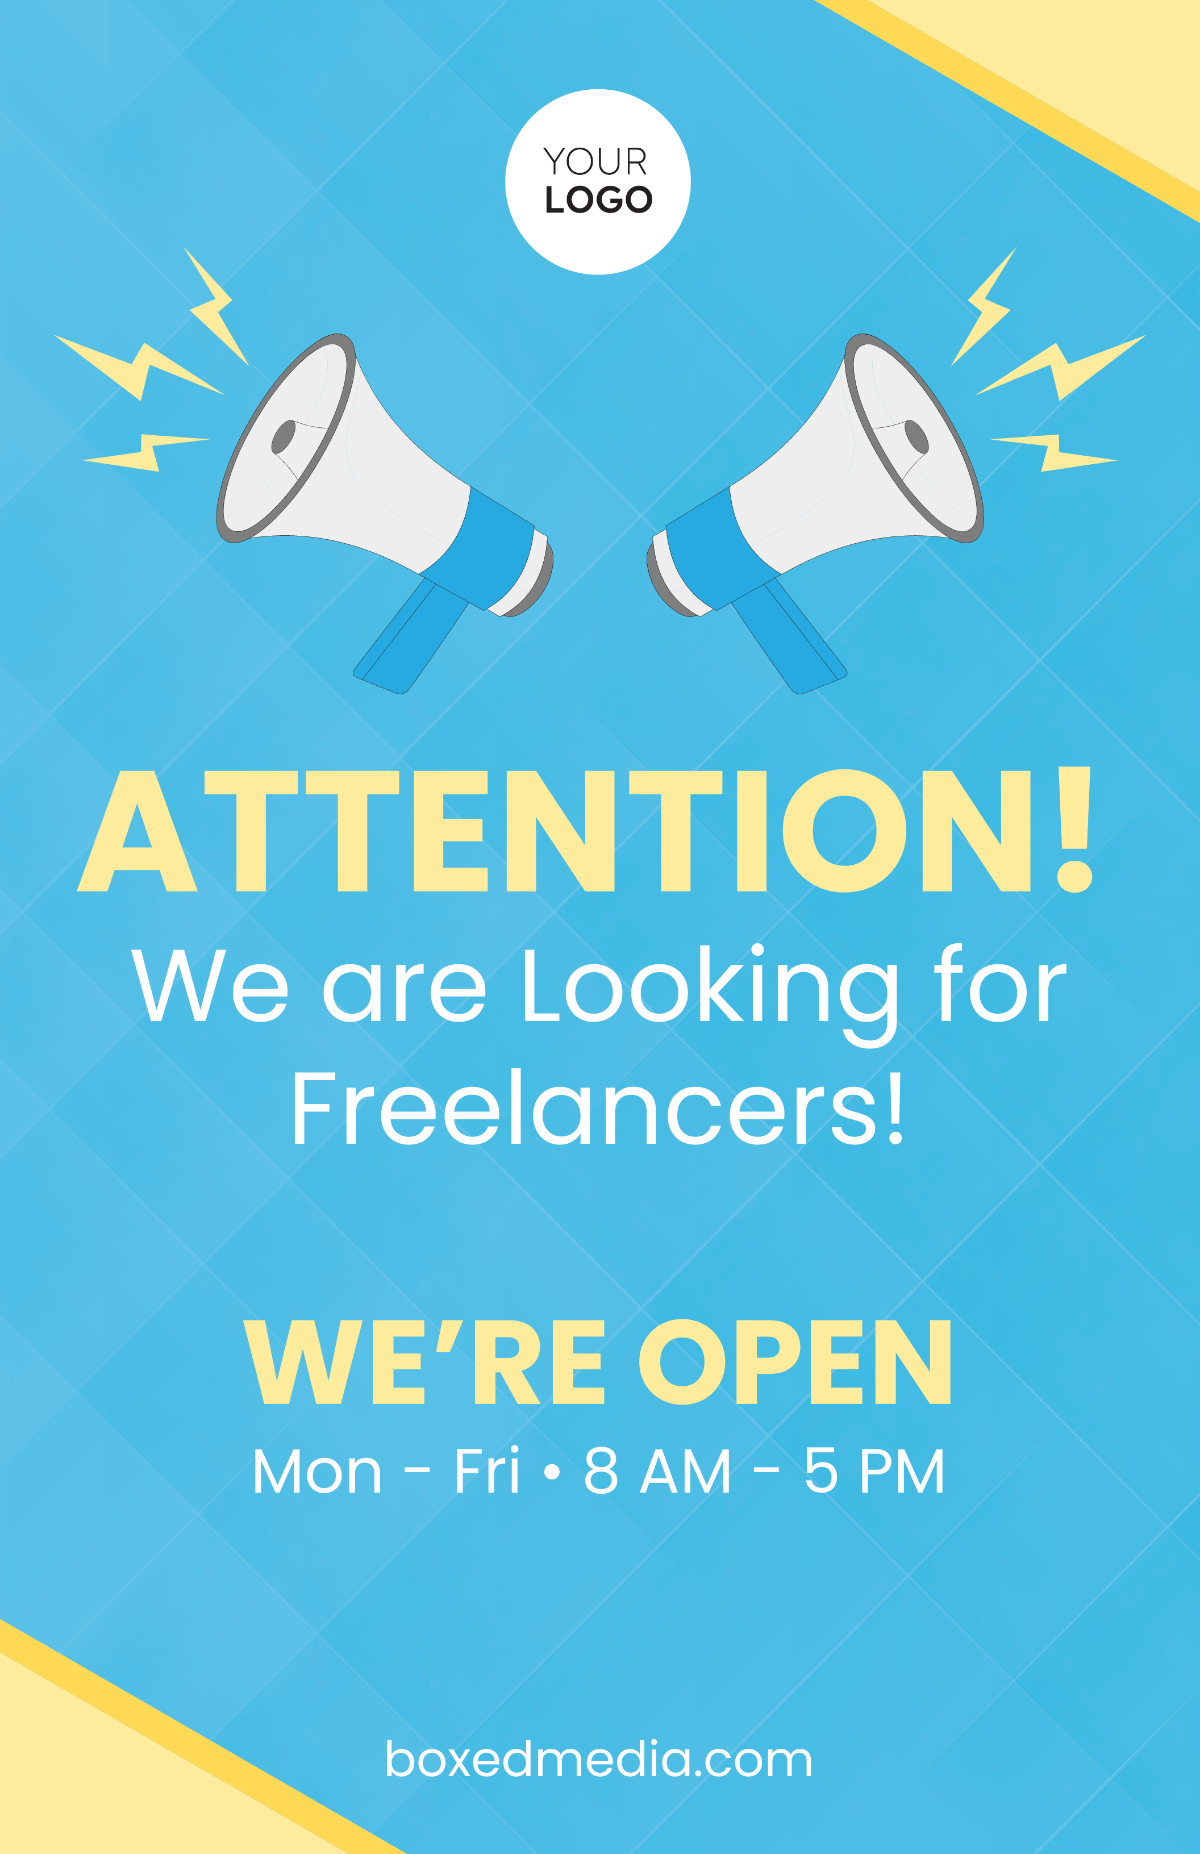 YOUR
LOGO
ATTENTION!
We are Looking for
Freelancers!
WE’RE OPEN
Mon - Fri • 8 AM - 5 PM
boxedmedia.com